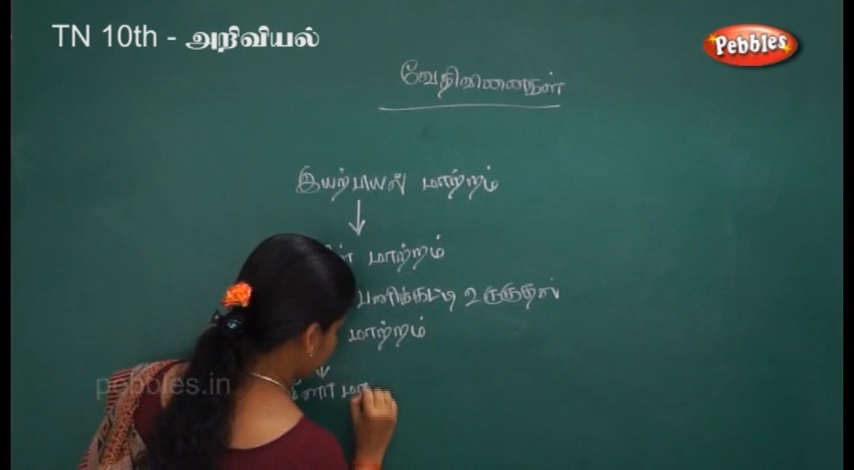 TN 10th - அறிவியல்
Pebbles
வேதிவினைகள்
இயற்பியல் மாற்றம்
மாற்றம்
பனிக்கட்டி உருகுதல்
மாற்றம்
pebbles.in